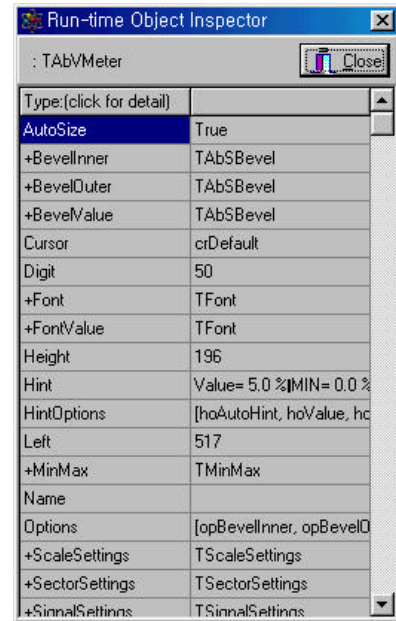 Run-time Object Inspector
: TAbVMeter
Close
Type:(click for detail)
AutoSize True
+BevelInner TAbSBevel
+BevelOuter TAbSBevel
+BevelValue TAbSBevel
Cursor crDefault
Digit 50
+Font TFont
+FontValue TFont
Height 196
Hint Value= 5.0 %|MIN= 0.0 %
HintOptions [hoAutoHint, hoValue, ho
Left 517
+MinMax TMinMax
Name
Options [opBevelInner, opBevelO
+ScaleSettings TScaleSettings
+SectorSettings TSectorSettings
+SignalSettings TSignalSettings